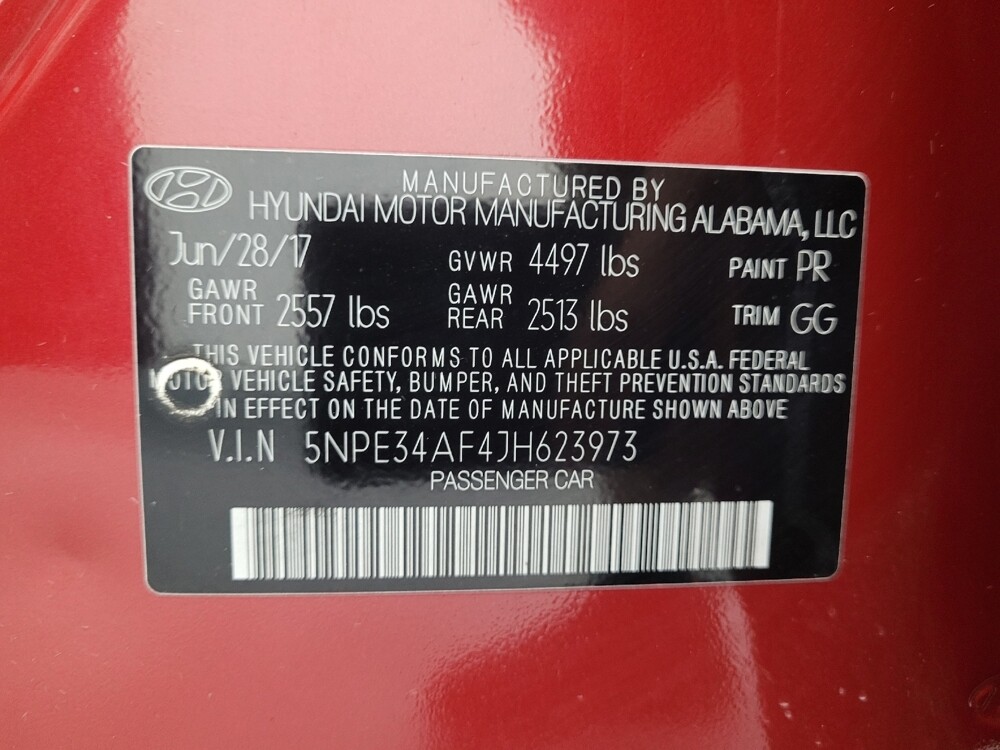 MANUFACTURED BY
HYUNDAI MOTOR MANUFACTURING ALABAMA, LLC
Jun/28/17 GVWR 4497 lbs PAINT PR
GAWR FRONT 2557 lbs GAWR REAR 2513 lbs TRIM GG
THIS VEHICLE CONFORMS TO ALL APPLICABLE U.S.A. FEDERAL
MOTOR VEHICLE SAFETY, BUMPER, AND THEFT PREVENTION STANDARDS
IN EFFECT ON THE DATE OF MANUFACTURE SHOWN ABOVE
V.I.N 5NPE34AF4JH623973
PASSENGER CAR